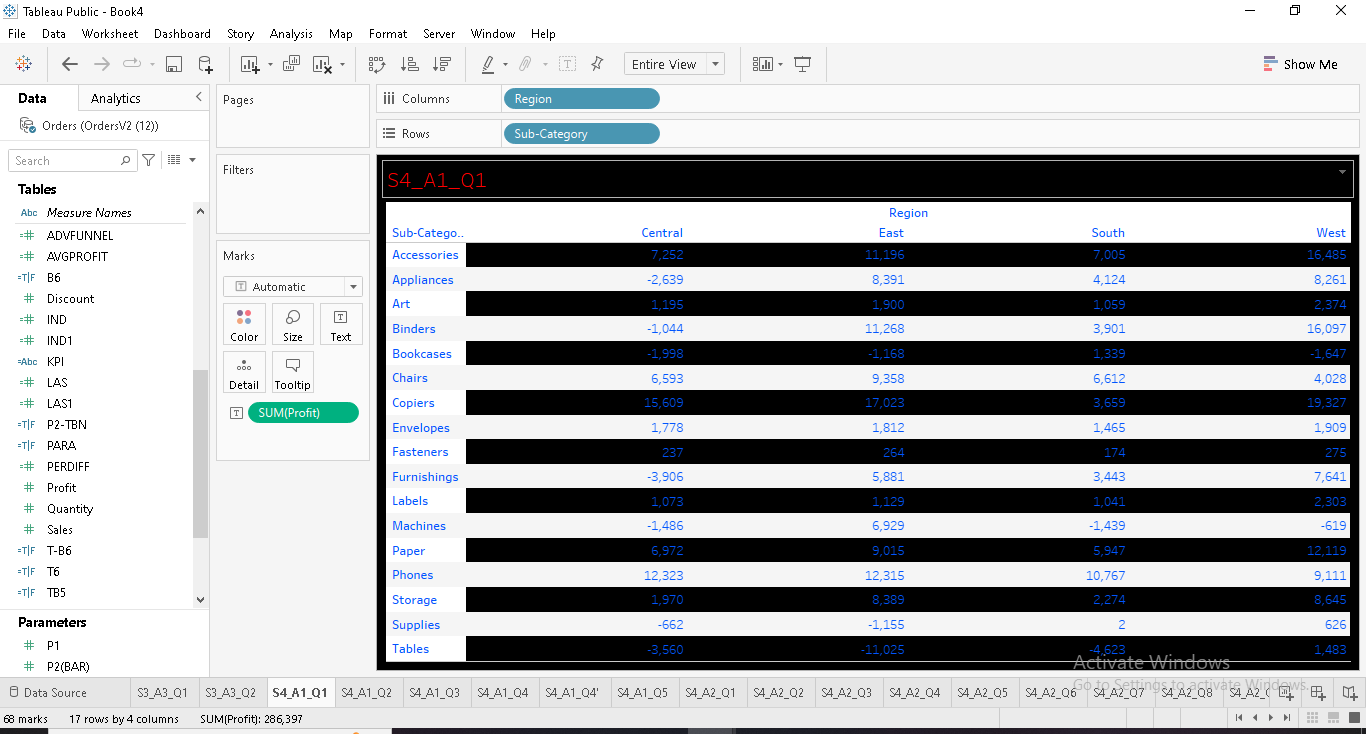 Tableau Public - Book4
File Data Worksheet Dashboard Story Analysis Map Format Server Window Help
Entire View Show Me
Data Analytics
Orders (OrdersV2 (12))
Search
Tables
Abc Measure Names
ADVFUNNEL
AVGPROFIT
T|F B6
Discount
IND
IND1
Abc KPI
LAS
LAS1
T|F P2-TBN
T|F PARA
PERDIFF
Profit
Quantity
Sales
T|F T-B6
T|F T6
T|F TB5
Parameters
P1
P2(BAR)
Pages
Filters
Marks
Automatic
Color Size Text
Detail Tooltip
SUM(Profit)
Columns Region
Rows Sub-Category
S4_A1_Q1
Region
Sub-Catego.. Central East South West
Accessories 7,252 11,196 7,005 16,485
Appliances -2,639 8,391 4,124 8,261
Art 1,195 1,900 1,059 2,374
Binders -1,044 11,268 3,901 16,097
Bookcases -1,998 -1,168 1,339 -1,647
Chairs 6,593 9,358 6,612 4,028
Copiers 15,609 17,023 3,659 19,327
Envelopes 1,778 1,812 1,465 1,909
Fasteners 237 264 174 275
Furnishings -3,906 5,881 3,443 7,641
Labels 1,073 1,129 1,041 2,303
Machines -1,486 6,929 -1,439 -619
Paper 6,972 9,015 5,947 12,119
Phones 12,323 12,315 10,767 9,111
Storage 1,970 8,389 2,274 8,645
Supplies -662 -1,155 2 626
Tables -3,560 -11,025 -4,623 1,483
Activate Windows
Go to Settings to activate Windows.
Data Source S3_A3_Q1 S3_A3_Q2 S4_A1_Q1 S4_A1_Q2 S4_A1_Q3 S4_A1_Q4 S4_A1_Q4' S4_A1_Q5 S4_A2_Q1 S4_A2_Q2 S4_A2_Q3 S4_A2_Q4 S4_A2_Q5 S4_A2_Q6 S4_A2_Q7 S4_A2_Q8 S4_A2_
68 marks 17 rows by 4 columns SUM(Profit): 286,397